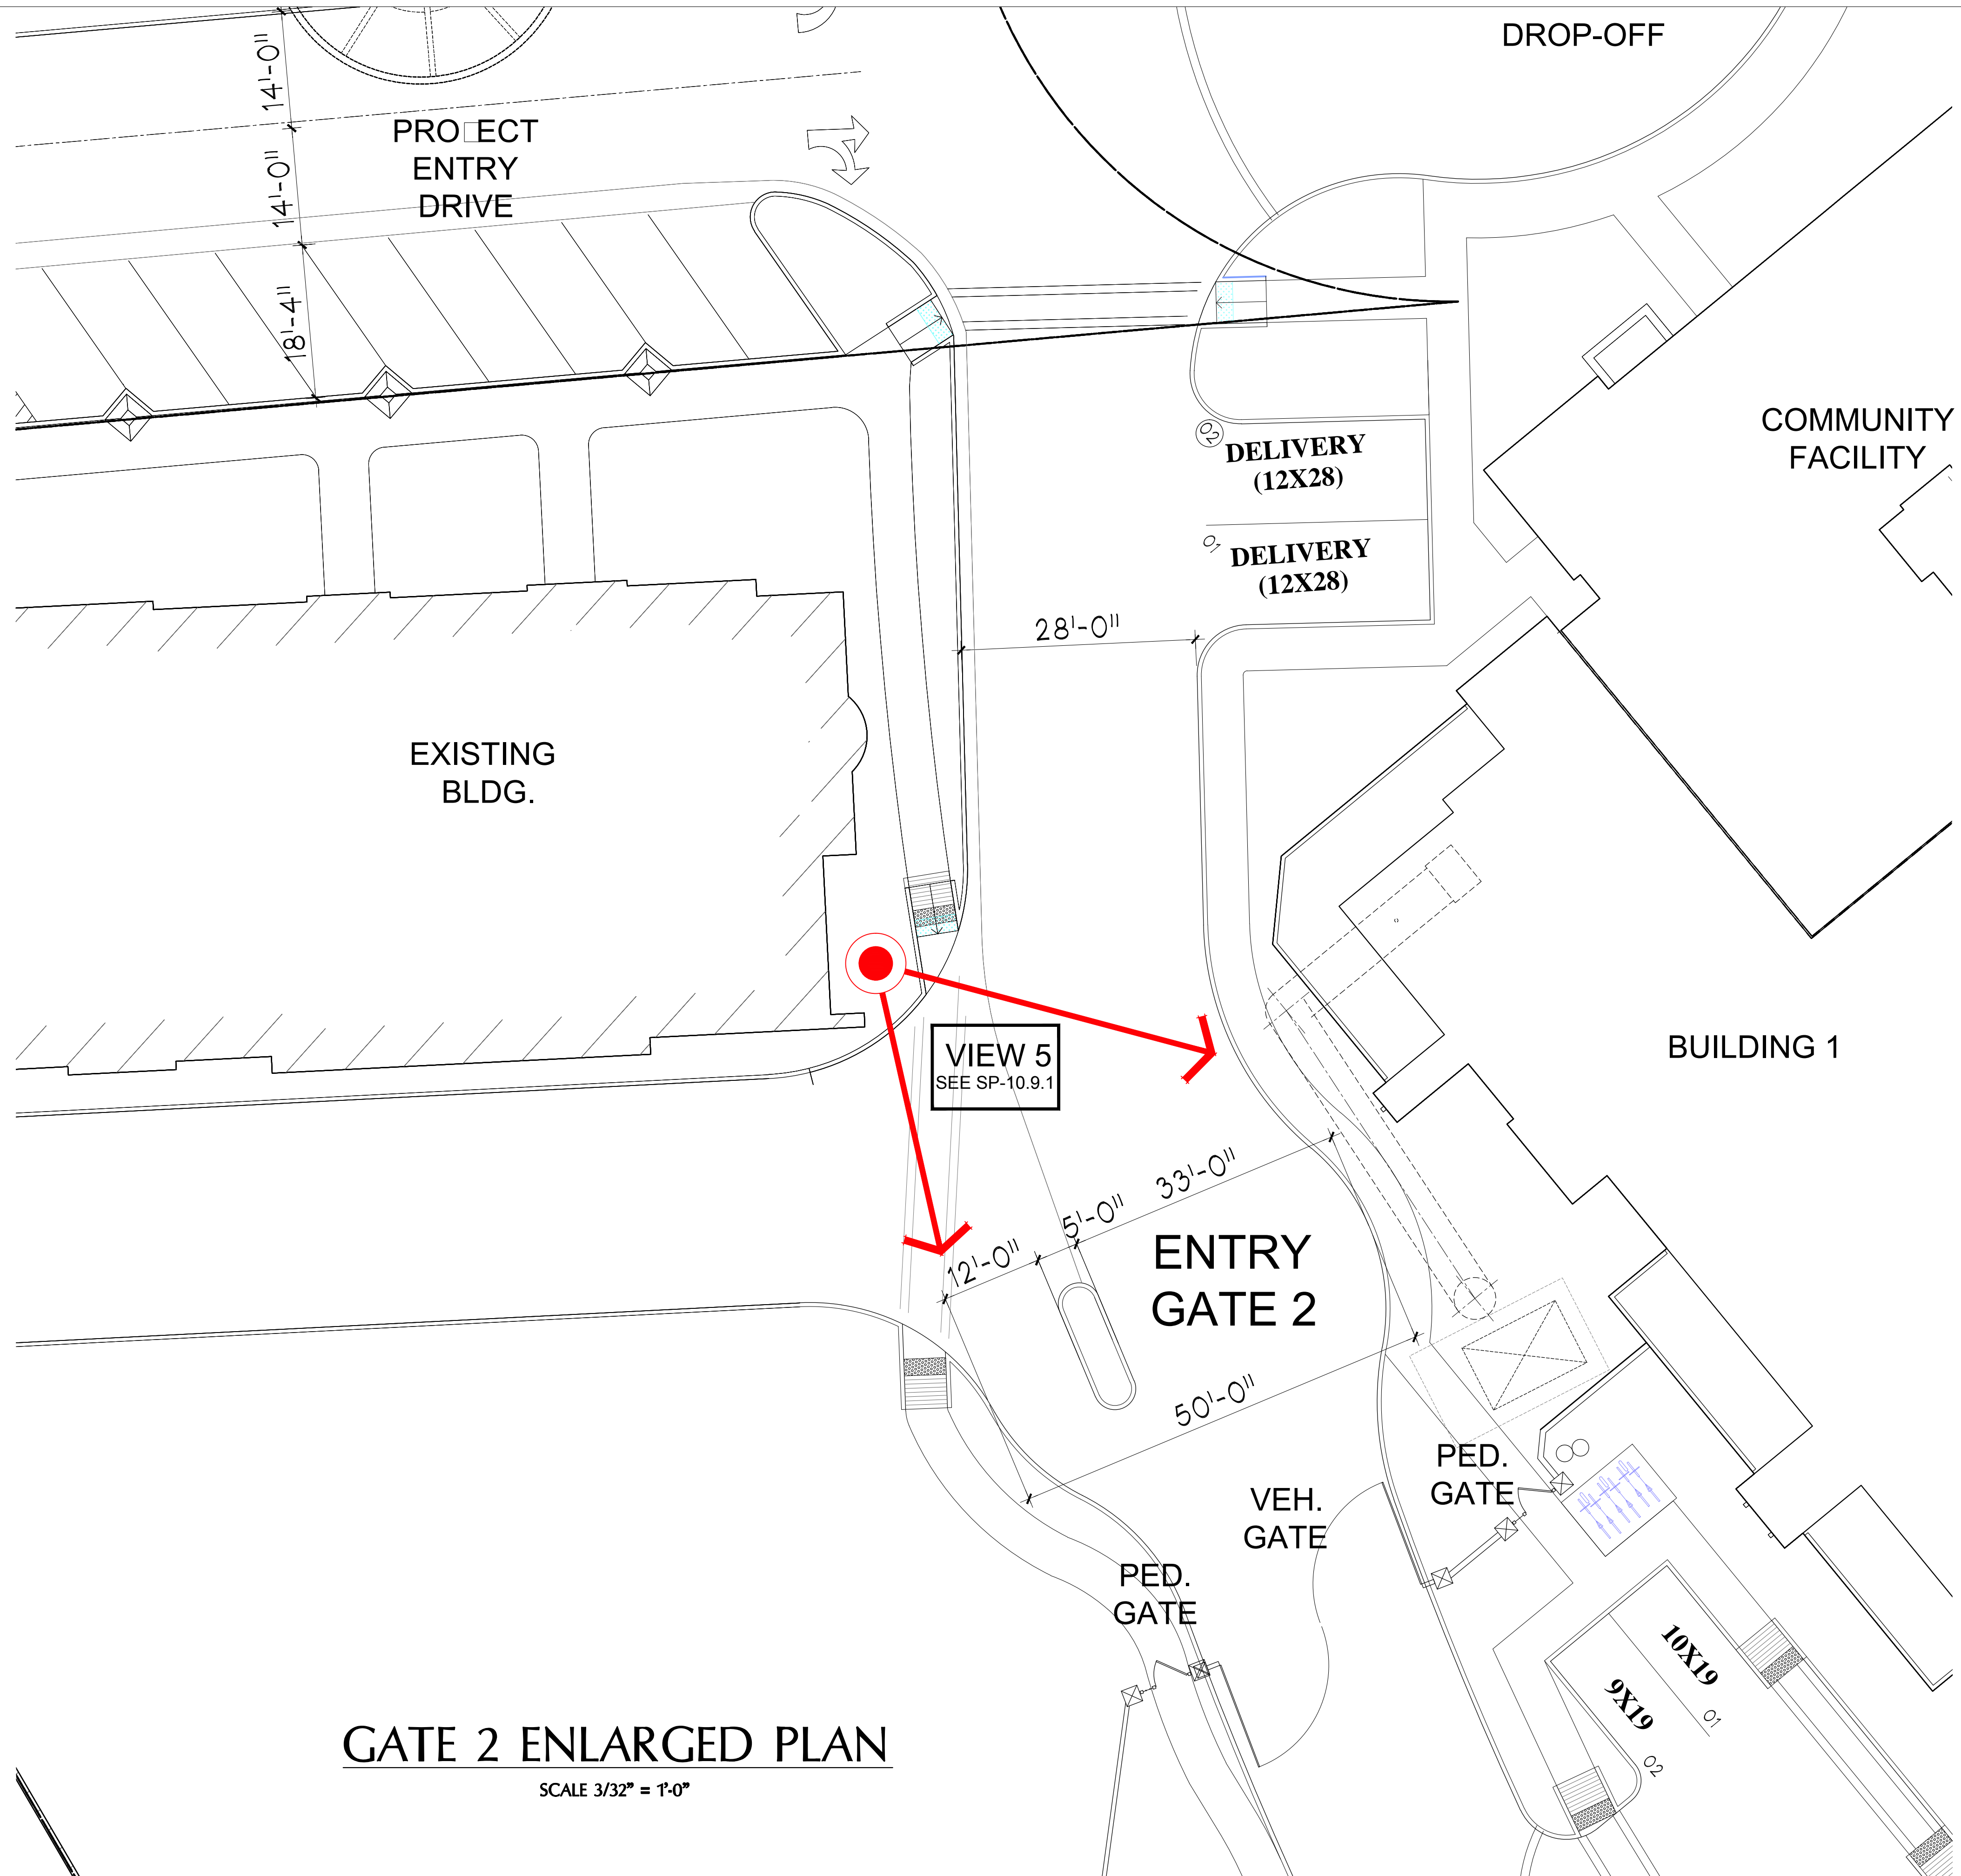 DROP-OFF
14'-0"
PRO□ECT
ENTRY
DRIVE
14'-0"
18'-4"
COMMUNITY
FACILITY
02
DELIVERY
(12X28)
01
DELIVERY
(12X28)
28'-0"
EXISTING
BLDG.
VIEW 5
SEE SP-10.9.1
BUILDING 1
33'-0"
5'-0"
12'-0"
ENTRY
GATE 2
50'-0"
PED.
GATE
VEH.
GATE
PED.
GATE
10X19
01
9X19
02
GATE 2 ENLARGED PLAN
SCALE 3/32" = 1'-0"